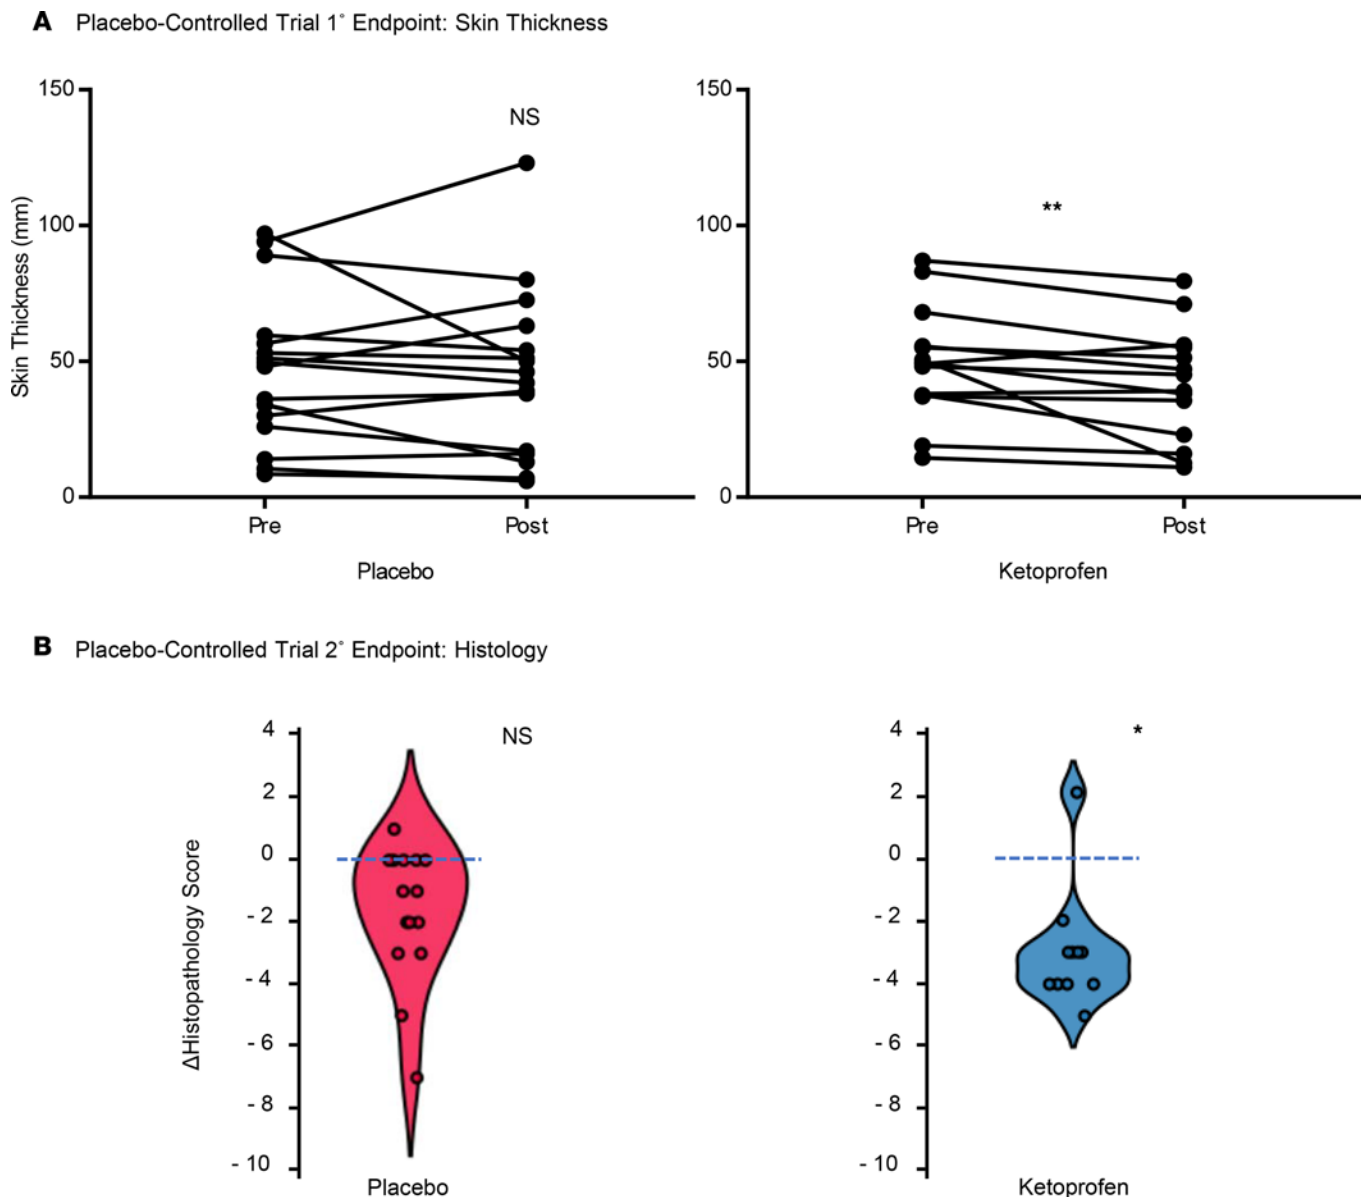 A Placebo-Controlled Trial 1° Endpoint: Skin Thickness
150
100
50
0
Skin Thickness (mm)
NS
Pre
Post
Placebo
150
100
50
0
**
Pre
Post
Ketoprofen
B Placebo-Controlled Trial 2° Endpoint: Histology
4
2
0
- 2
- 4
- 6
- 8
- 10
ΔHistopathology Score
NS
Placebo
4
2
0
- 2
- 4
- 6
- 8
- 10
*
Ketoprofen